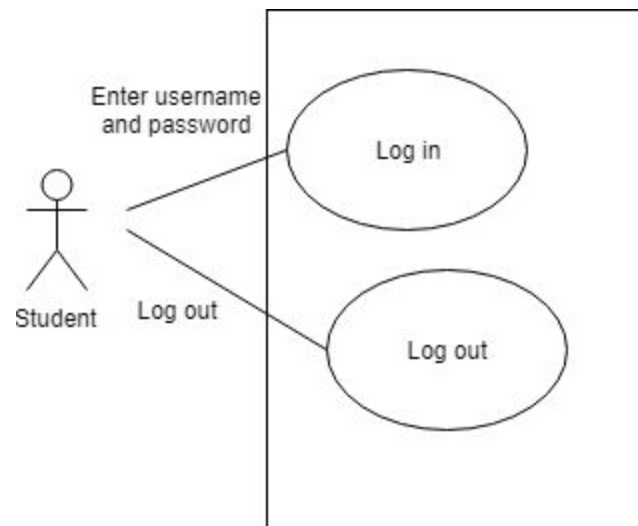 Enter username
and password
Log in
Student
Log out
Log out